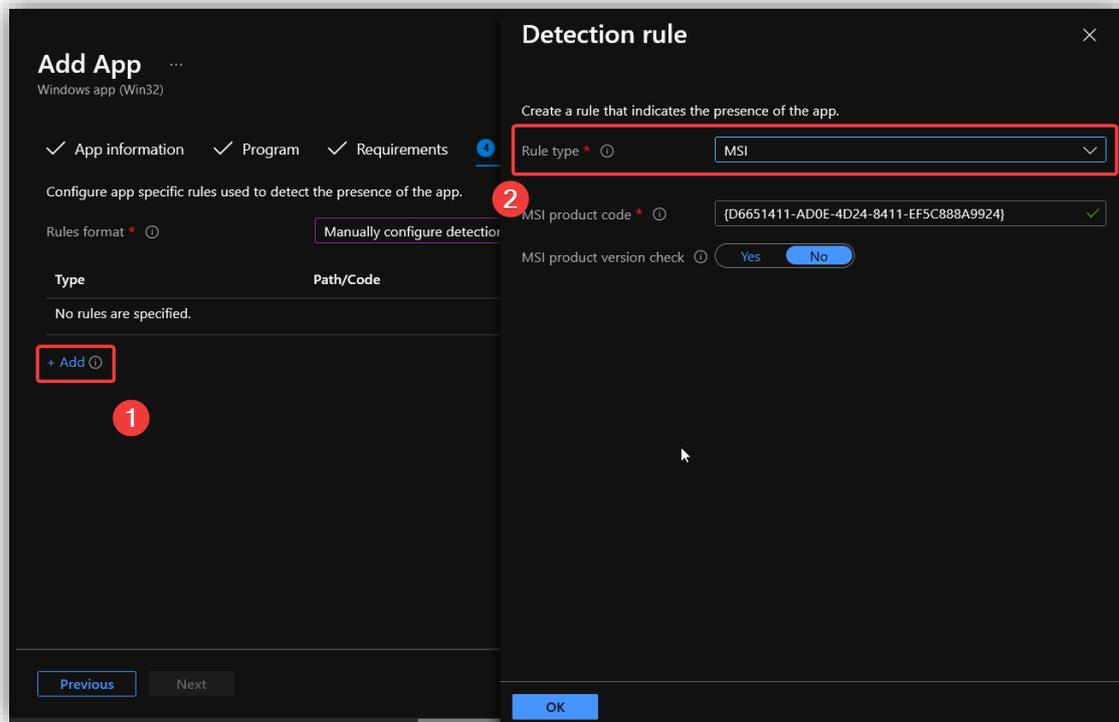 Add App ...
Windows app (Win32)
App information
Program
Requirements
4
Configure app specific rules used to detect the presence of the app.
Rules format *
Manually configure detection
Type Path/Code
No rules are specified.
+ Add
1
Previous Next
Detection rule
Create a rule that indicates the presence of the app.
Rule type * MSI
2
MSI product code * {D6651411-AD0E-4D24-8411-EF5C888A9924}
MSI product version check Yes No
OK